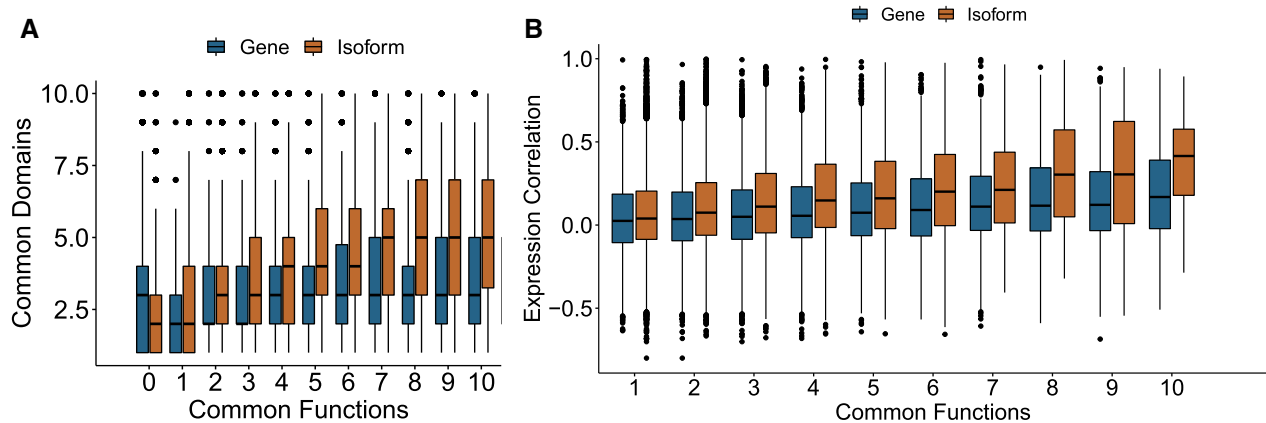 A
Gene Isoform
Common Domains
10.0
7.5
5.0
2.5
0 1 2 3 4 5 6 7 8 9 10
Common Functions
B
Gene Isoform
Expression Correlation
1.0
0.5
0.0
−0.5
1 2 3 4 5 6 7 8 9 10
Common Functions